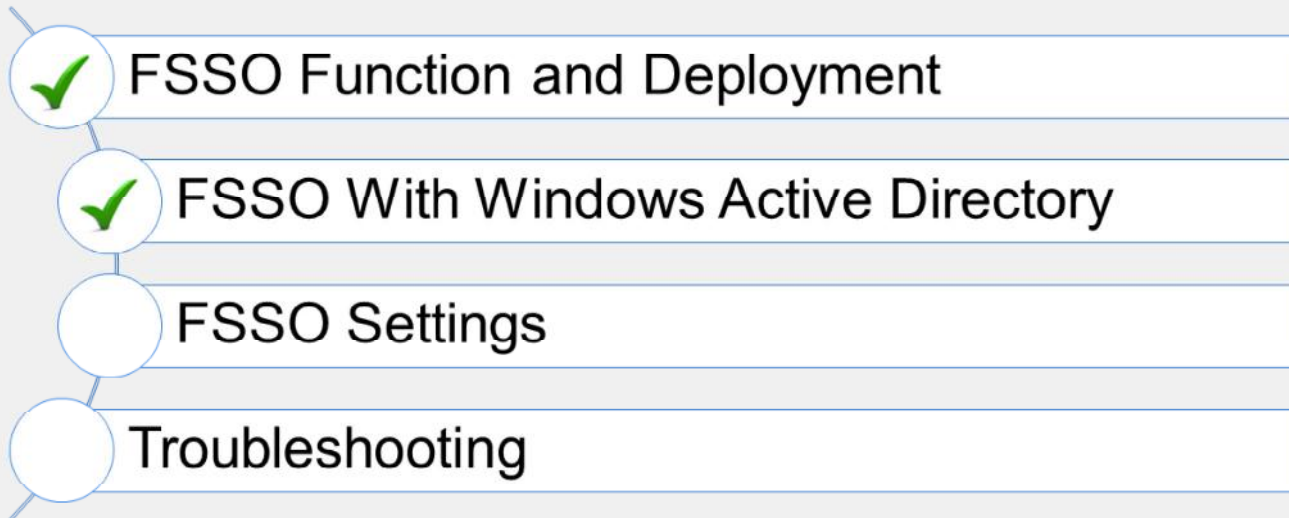 FSSO Function and Deployment
FSSO With Windows Active Directory
FSSO Settings
Troubleshooting